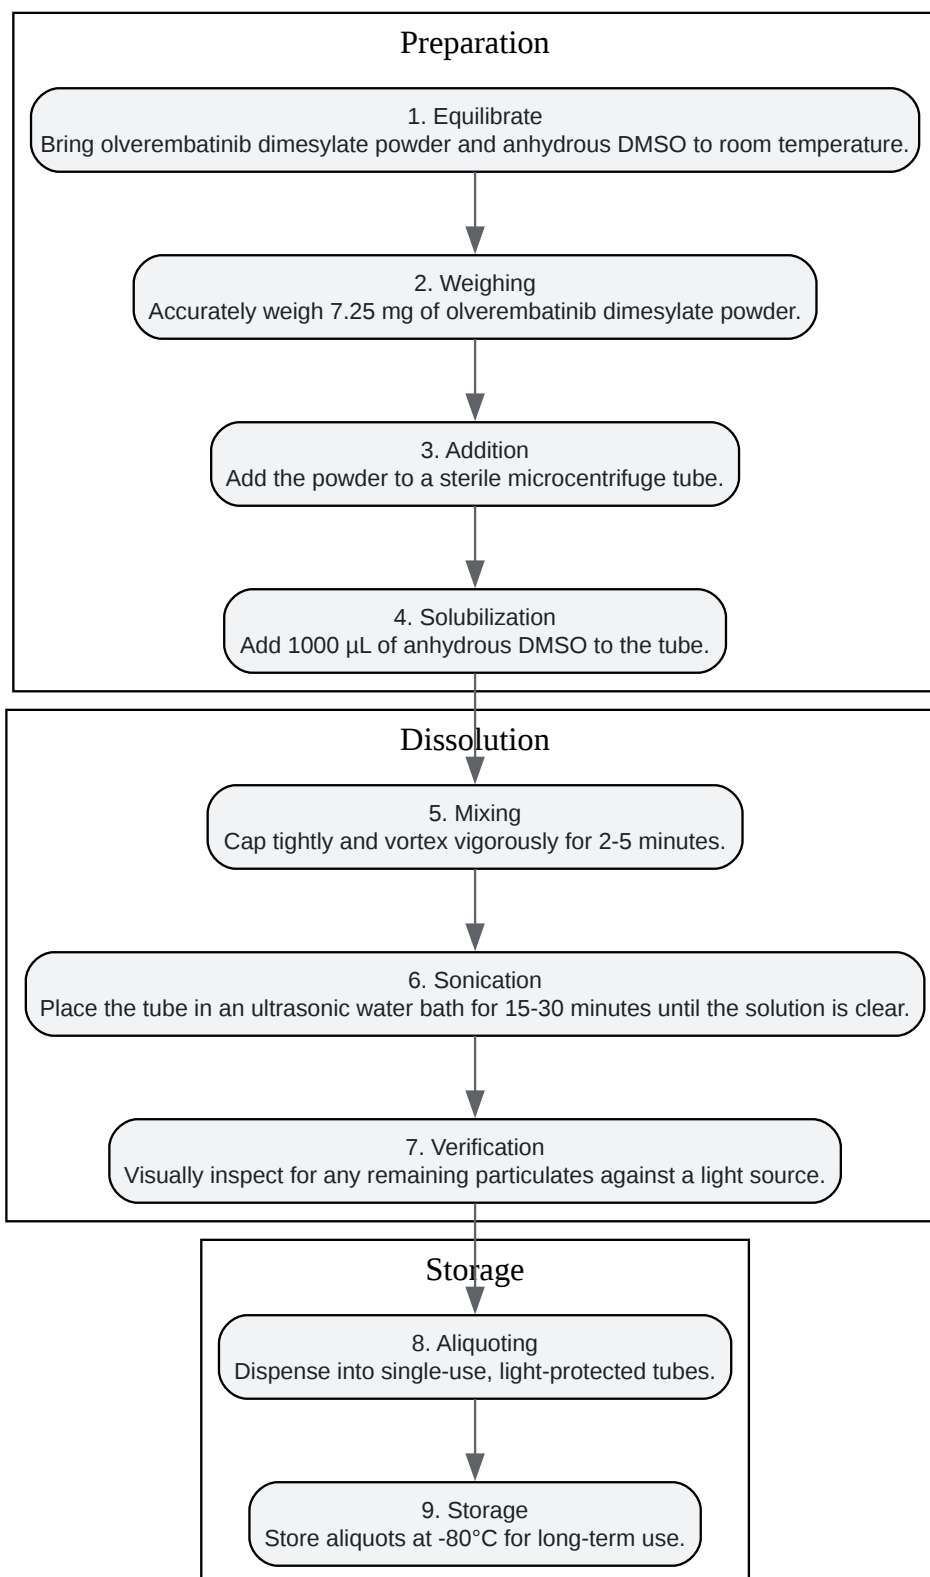 Preparation
1. Equilibrate
Bring olverembatinib dimesylate powder and anhydrous DMSO to room temperature.
2. Weighing
Accurately weigh 7.25 mg of olverembatinib dimesylate powder.
3. Addition
Add the powder to a sterile microcentrifuge tube.
4. Solubilization
Add 1000 µL of anhydrous DMSO to the tube.
Dissolution
5. Mixing
Cap tightly and vortex vigorously for 2-5 minutes.
6. Sonication
Place the tube in an ultrasonic water bath for 15-30 minutes until the solution is clear.
7. Verification
Visually inspect for any remaining particulates against a light source.
Storage
8. Aliquoting
Dispense into single-use, light-protected tubes.
9. Storage
Store aliquots at -80°C for long-term use.